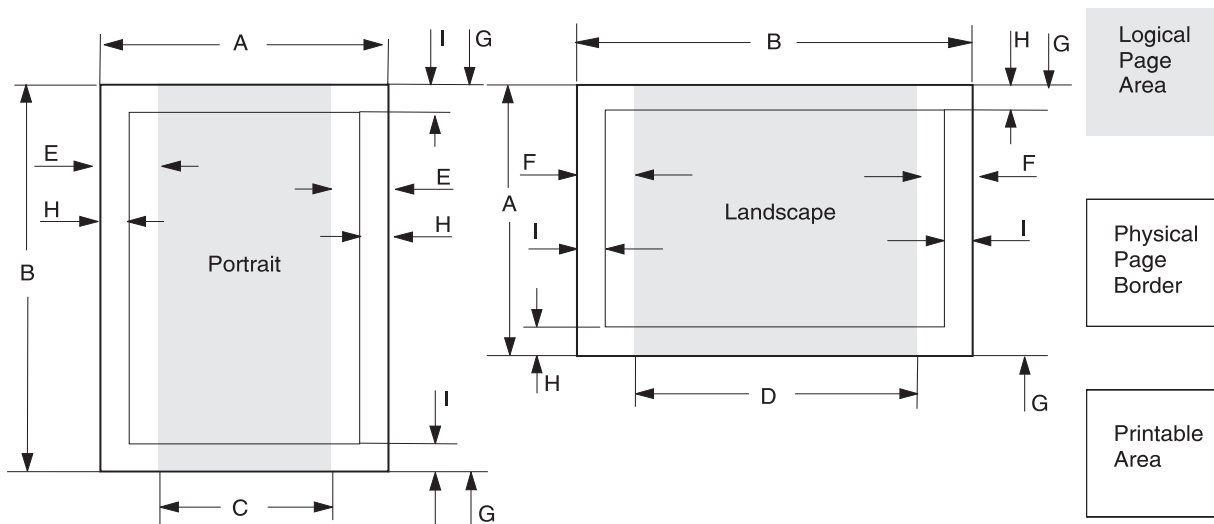 A
I
G
E
E
H
H
B
Portrait
I
C
G
B
H
G
F
F
A
Landscape
I
I
H
D
G
Logical
Page
Area
Physical
Page
Border
Printable
Area